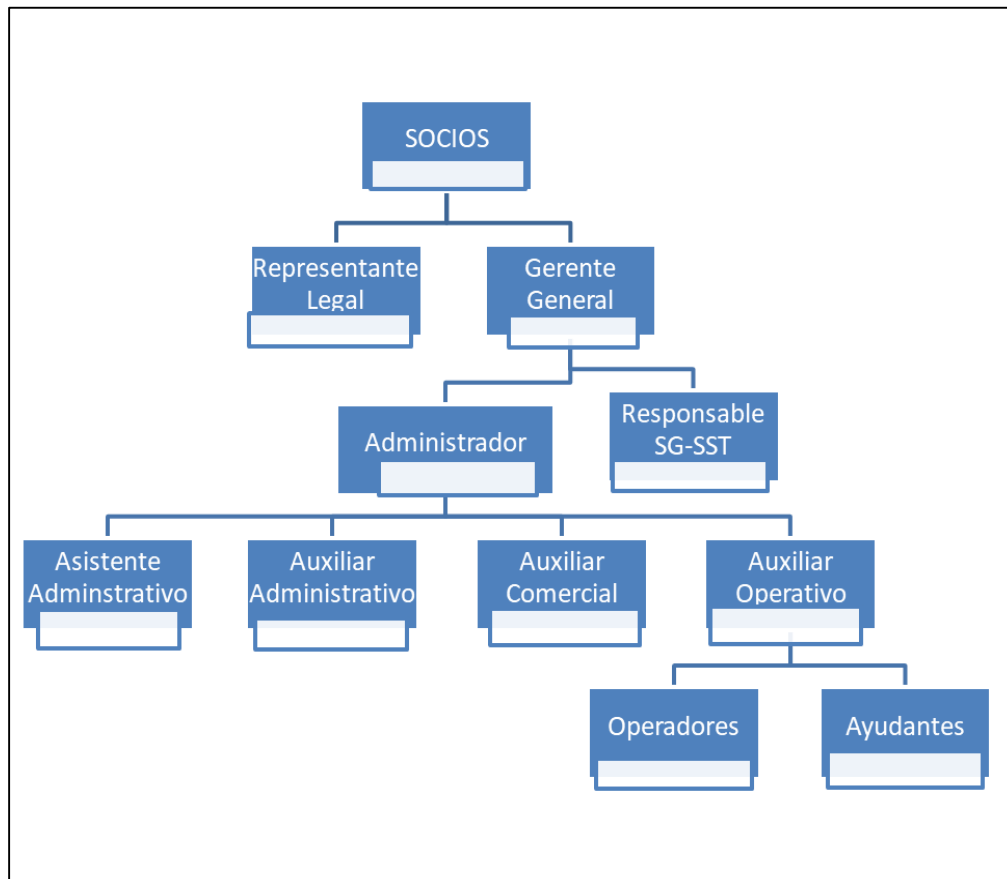 SOCIOS
Representante
Legal
Gerente
General
Administrador
Responsable
SG-SST
Asistente
Adminstrativo
Auxiliar
Administrativo
Auxiliar
Comercial
Auxiliar
Operativo
Operadores
Ayudantes